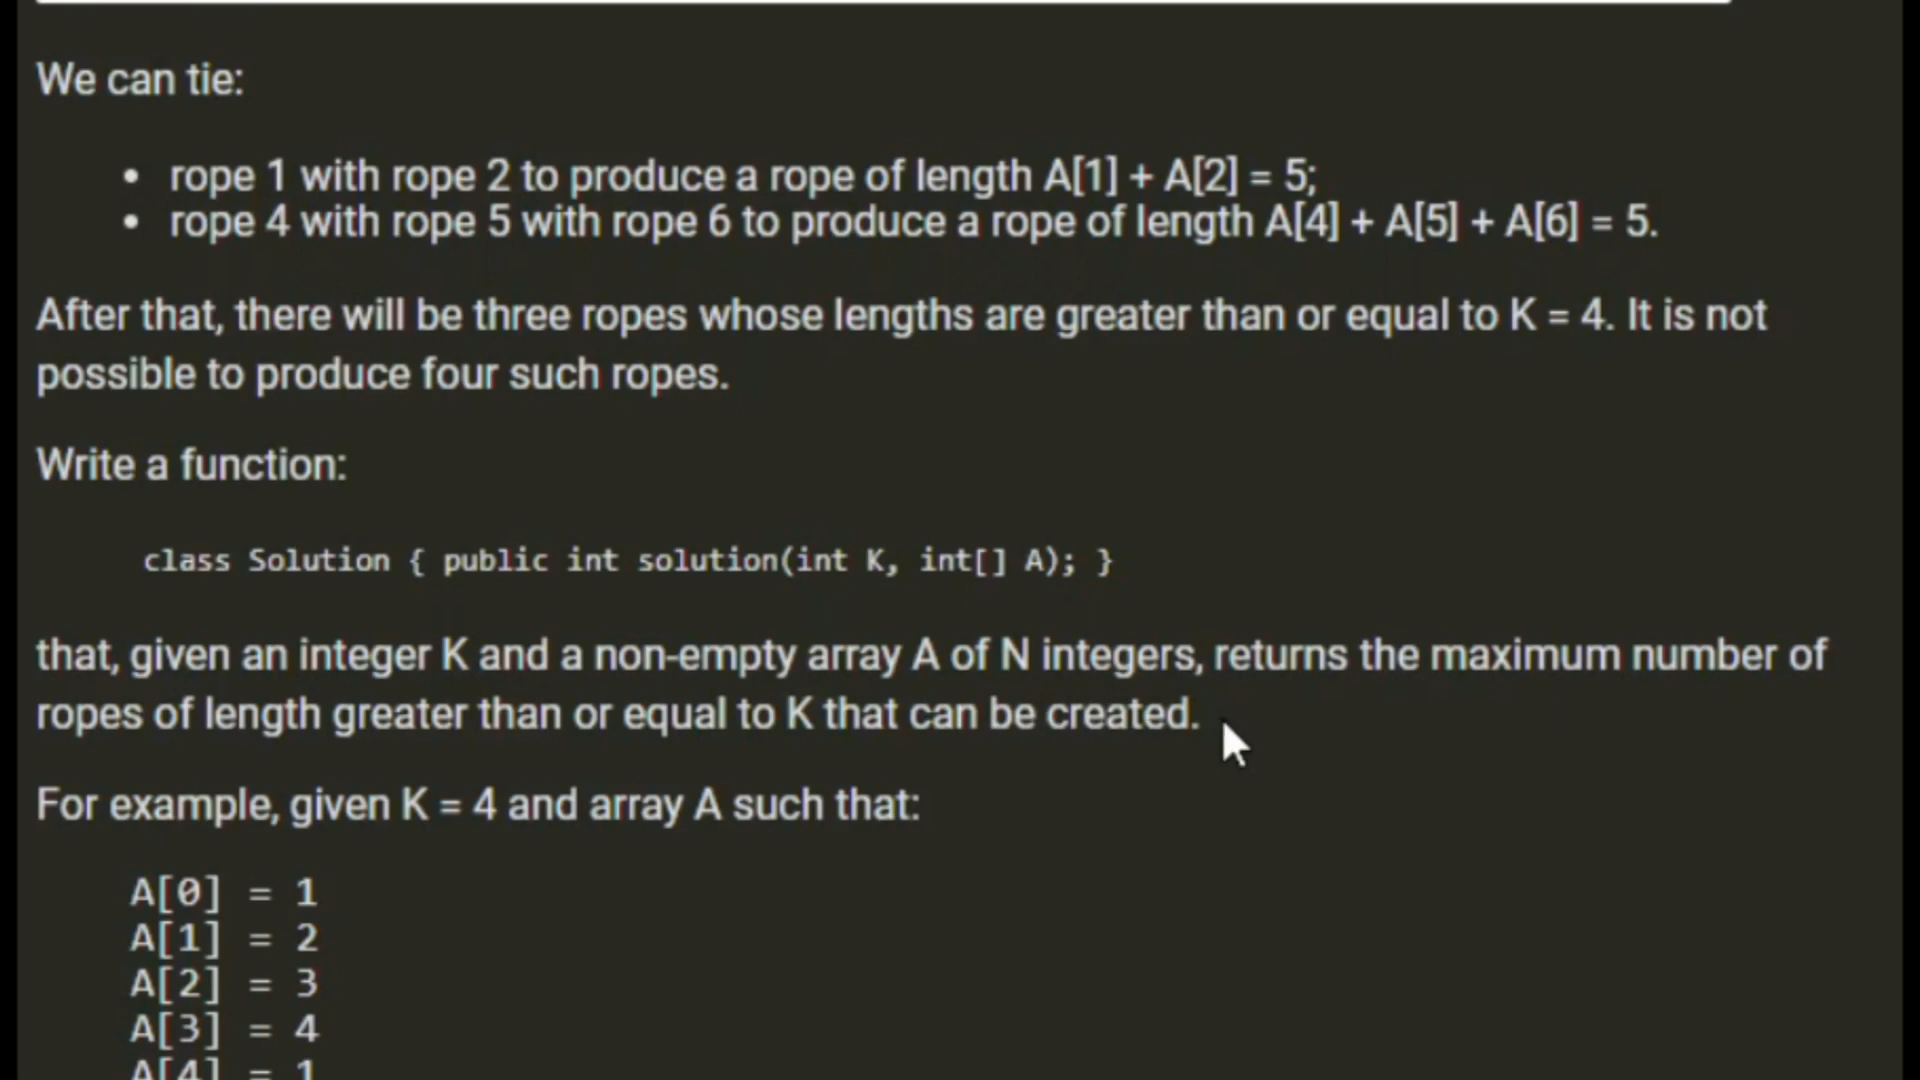 We can tie:
• rope 1 with rope 2 to produce a rope of length A[1] + A[2] = 5;
• rope 4 with rope 5 with rope 6 to produce a rope of length A[4] + A[5] + A[6] = 5.
After that, there will be three ropes whose lengths are greater than or equal to K = 4. It is not
possible to produce four such ropes.
Write a function:
class Solution { public int solution(int K, int[] A); }
that, given an integer K and a non-empty array A of N integers, returns the maximum number of
ropes of length greater than or equal to K that can be created.
For example, given K = 4 and array A such that:
A[0] = 1
A[1] = 2
A[2] = 3
A[3] = 4
A[4] = 1